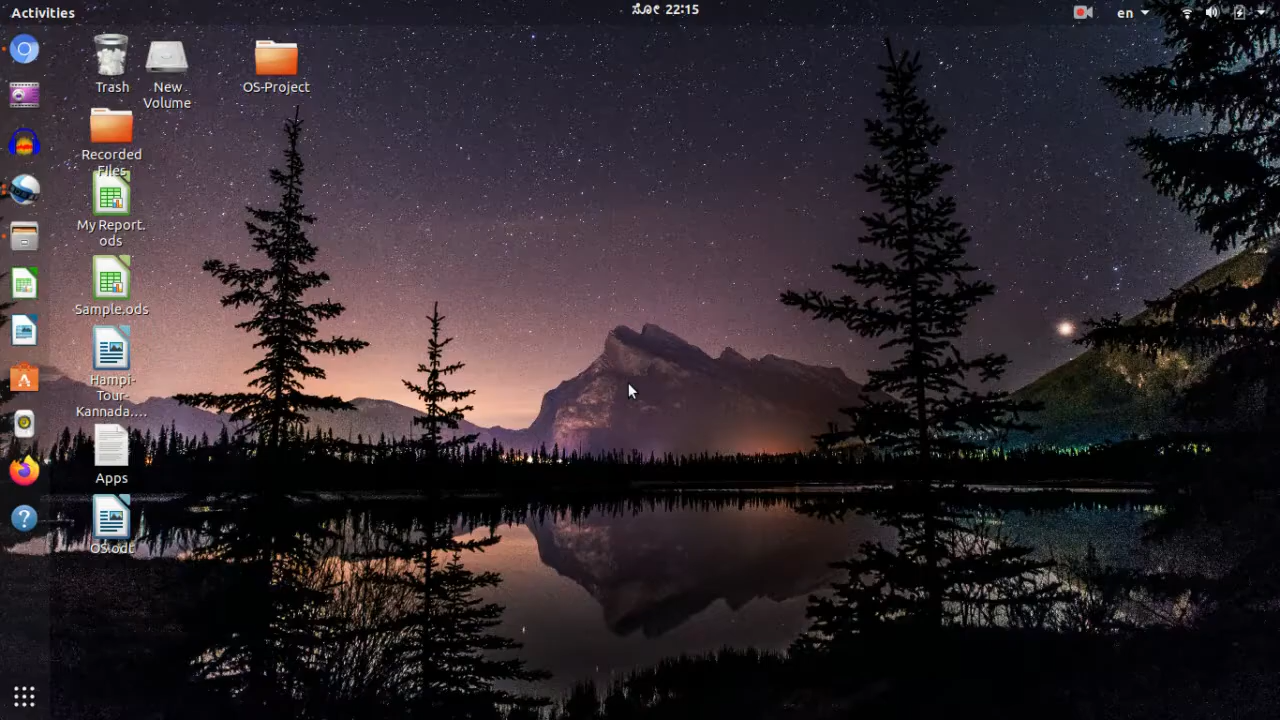 Activities
ಸೋಮ 22:15
en
Trash
New
Volume
OS-Project
Recorded
Files
My Report.
ods
Sample.ods
Hampi-
Tour-
Kannada....
Apps
OS.odt